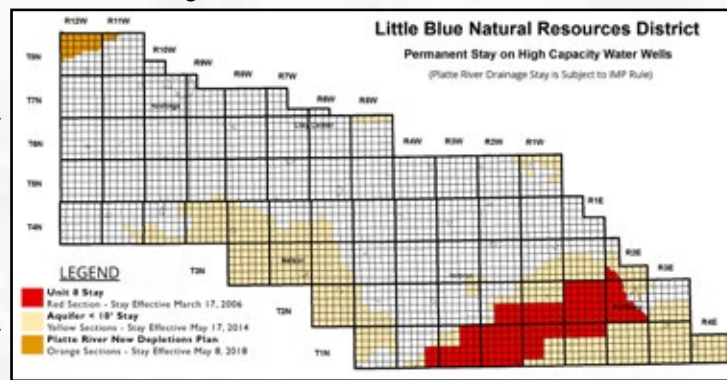 Little Blue Natural Resources District
Permanent Stay on High Capacity Water Wells
(Platte River Drainage Stay is Subject to IMP Rule)
R12W R11W
R10W
R9W
R8W
R7W
R6W
R5W
R4W R3W R2W R1W
R1E
R2E
R3E
R4E
T8N
T7N
T6N
T5N
T4N
T3N
T2N
T1N
Hastings
Clay Center
Nelson
LEGEND
Unit 8 Stay
Red Section - Stay Effective March 17, 2006
Aquifer < 10' Stay
Yellow Sections - Stay Effective May 17, 2014
Platte River New Depletions Plan
Orange Sections - Stay Effective May 8, 2018